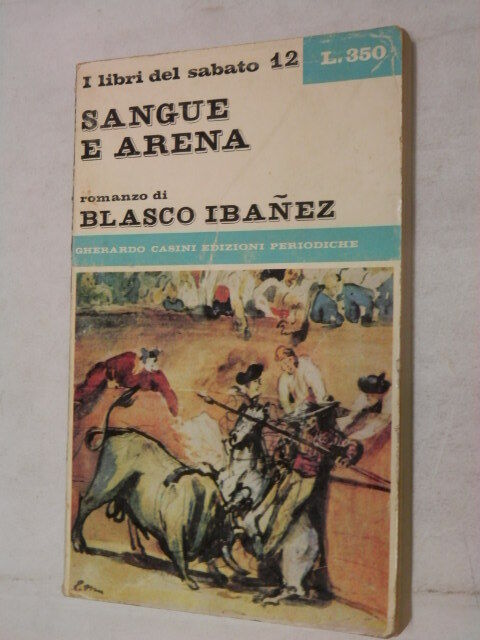 I libri del sabato 12
L. 350
SANGUE
E ARENA
romanzo di
BLASCO IBAÑEZ
GHERARDO CASINI EDIZIONI PERIODICHE